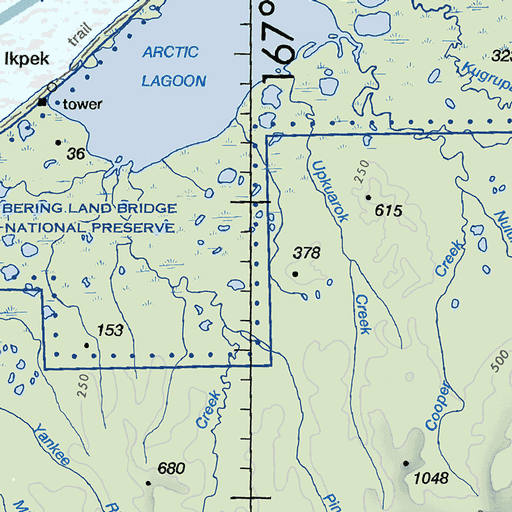 trail
Ikpek
ARCTIC
LAGOON
167°
323
Kugrupa
tower
36
Upkuarok
250
615
BERING LAND BRIDGE
NATIONAL PRESERVE
378
Creek
Creek
153
250
500
Creek
Cooper
Yankee
680
1048